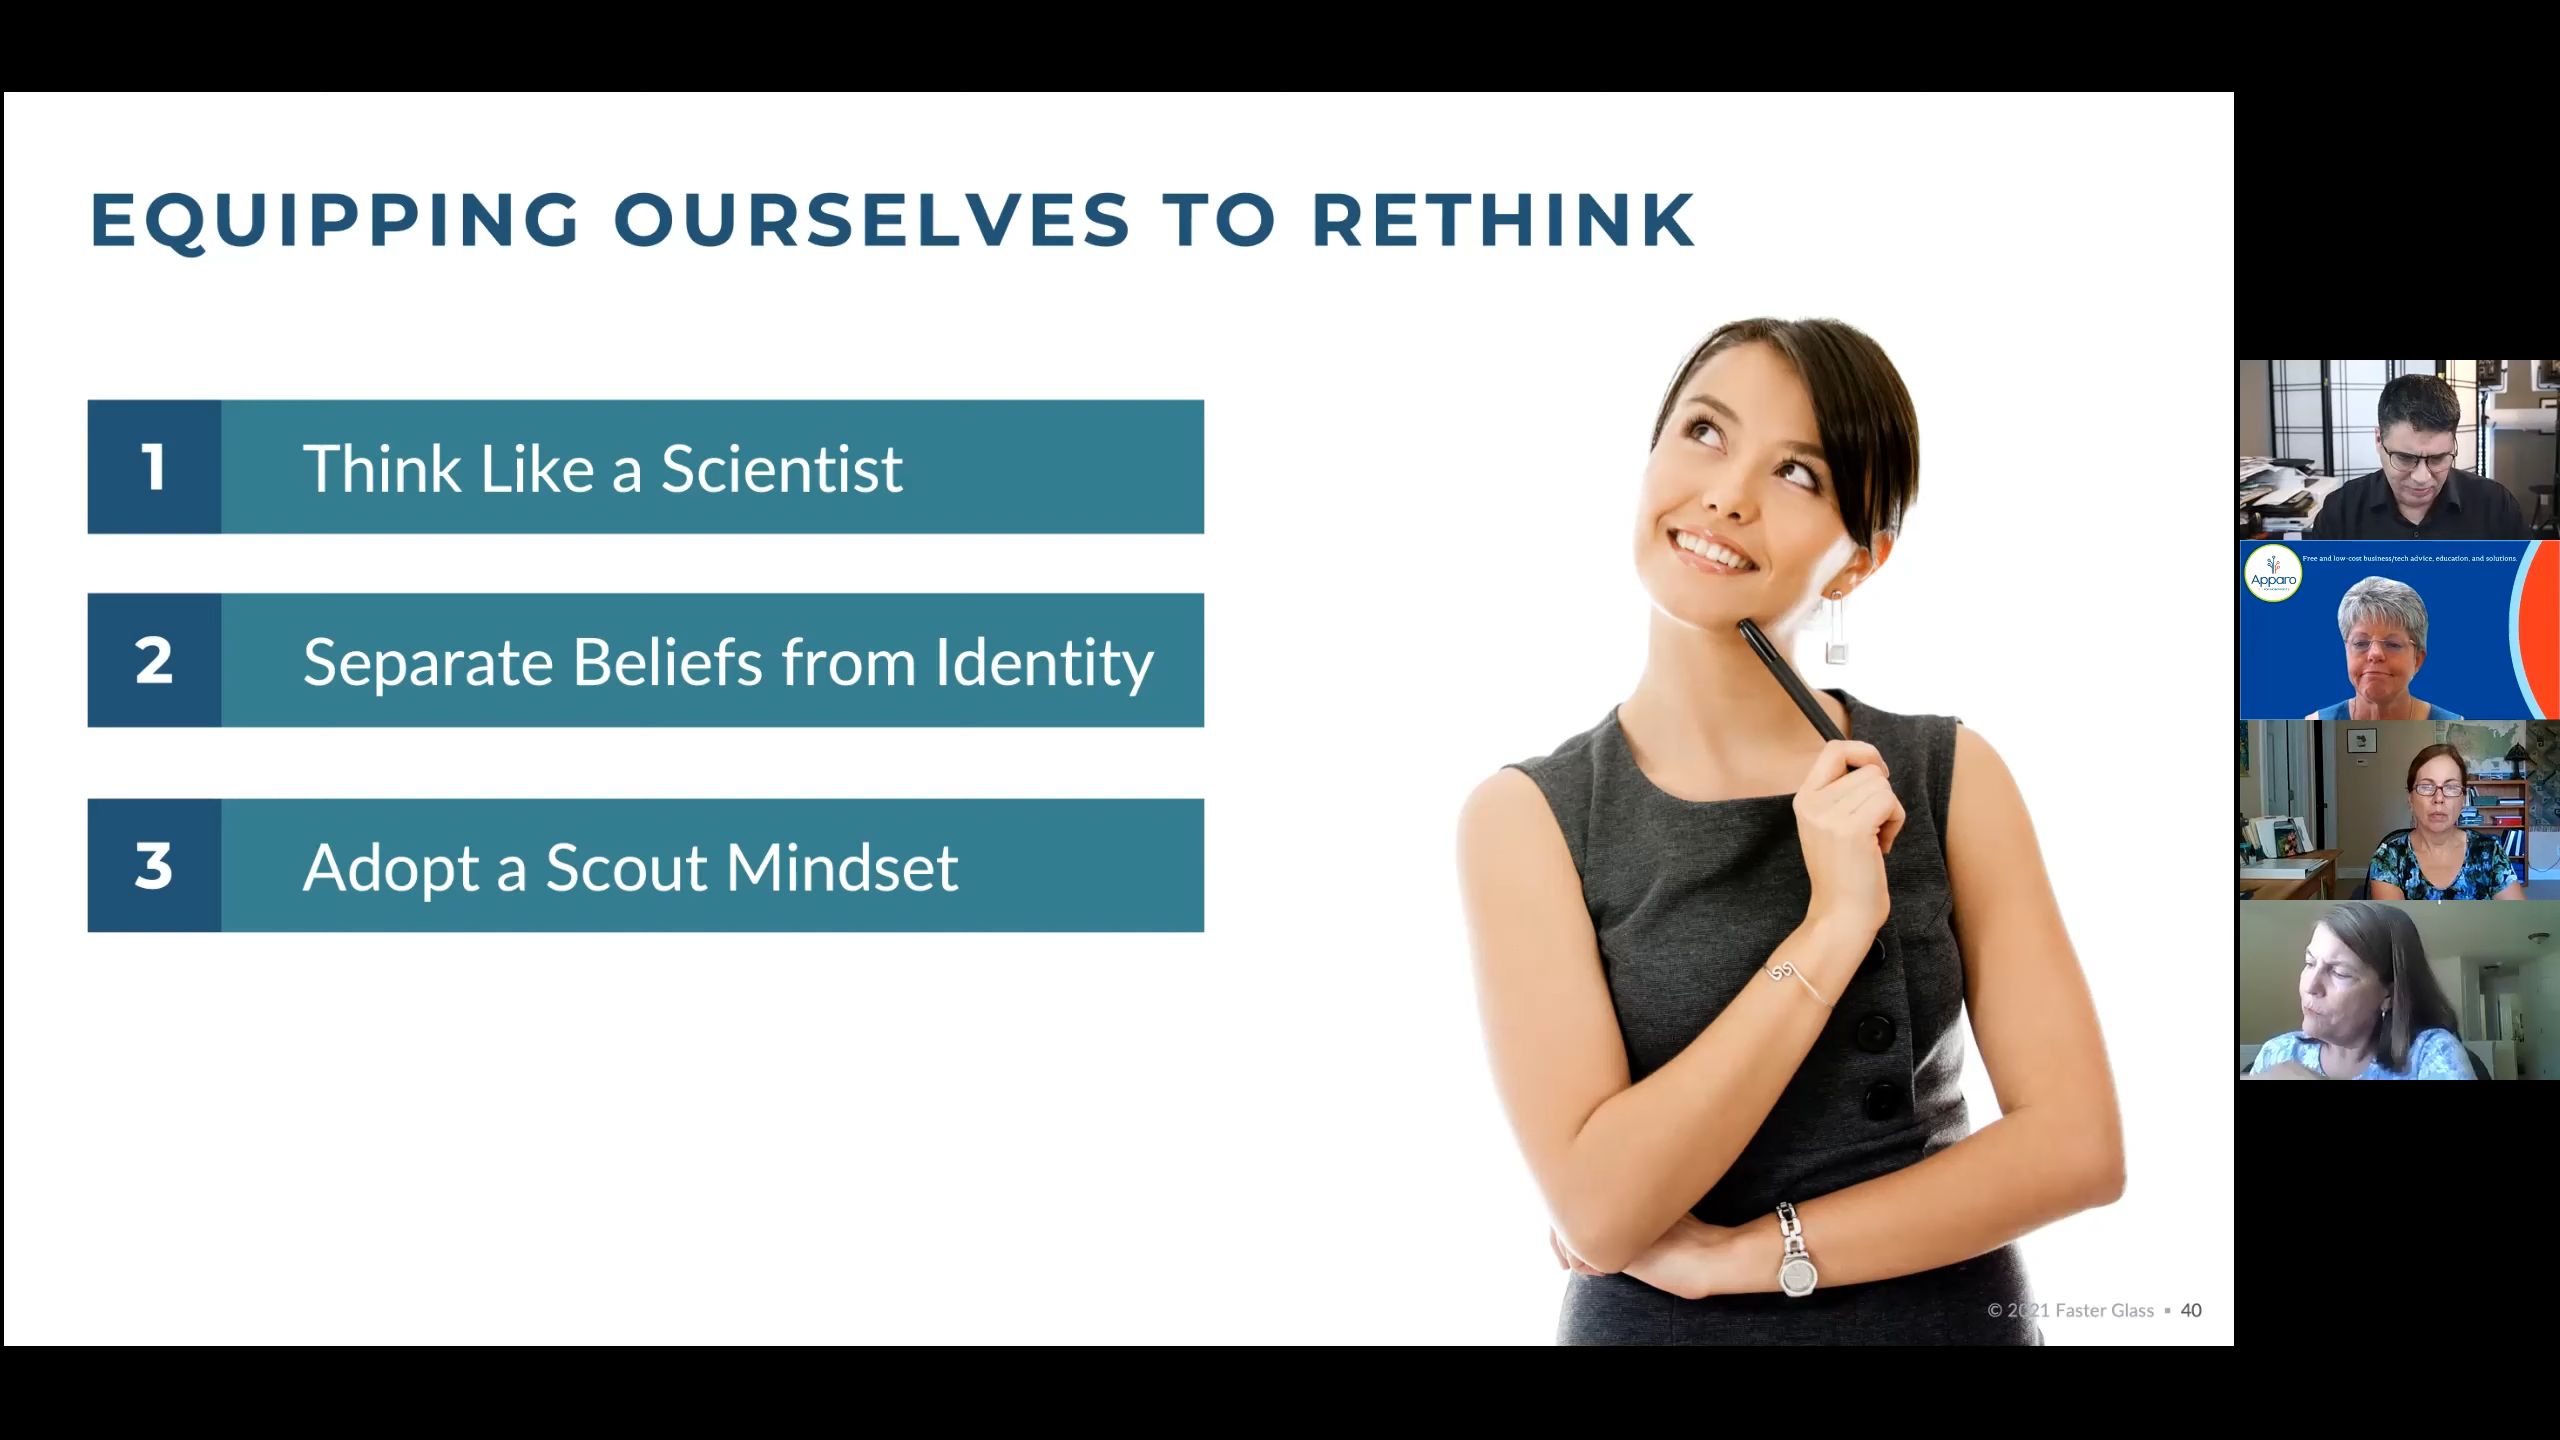 EQUIPPING OURSELVES TO RETHINK
1 Think Like a Scientist
2 Separate Beliefs from Identity
3 Adopt a Scout Mindset
© 2021 Faster Glass ▪ 40
Free and low-cost business/tech advice, education, and solutions.
Apparo